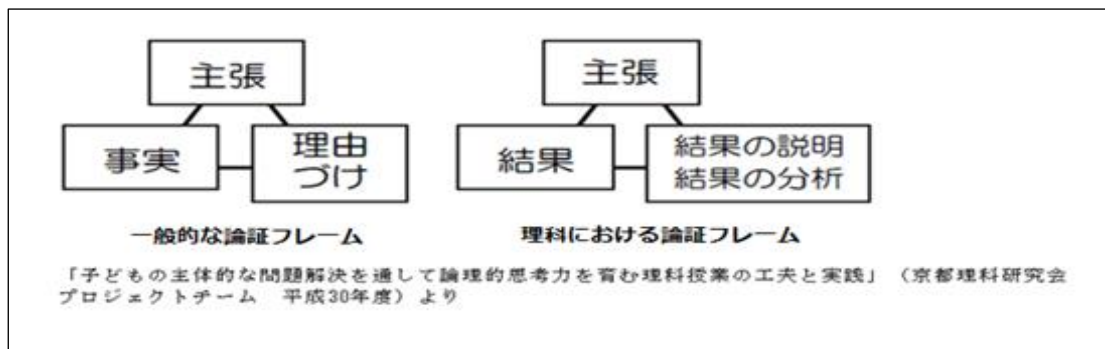 主張
事実
理由
づけ
一般的な論証フレーム
主張
結果
結果の説明
結果の分析
理科における論証フレーム
「子どもの主体的な問題解決を通して論理的思考力を育む理科授業の工夫と実践」（京都理科研究会
プロジェクトチーム　平成30年度）より